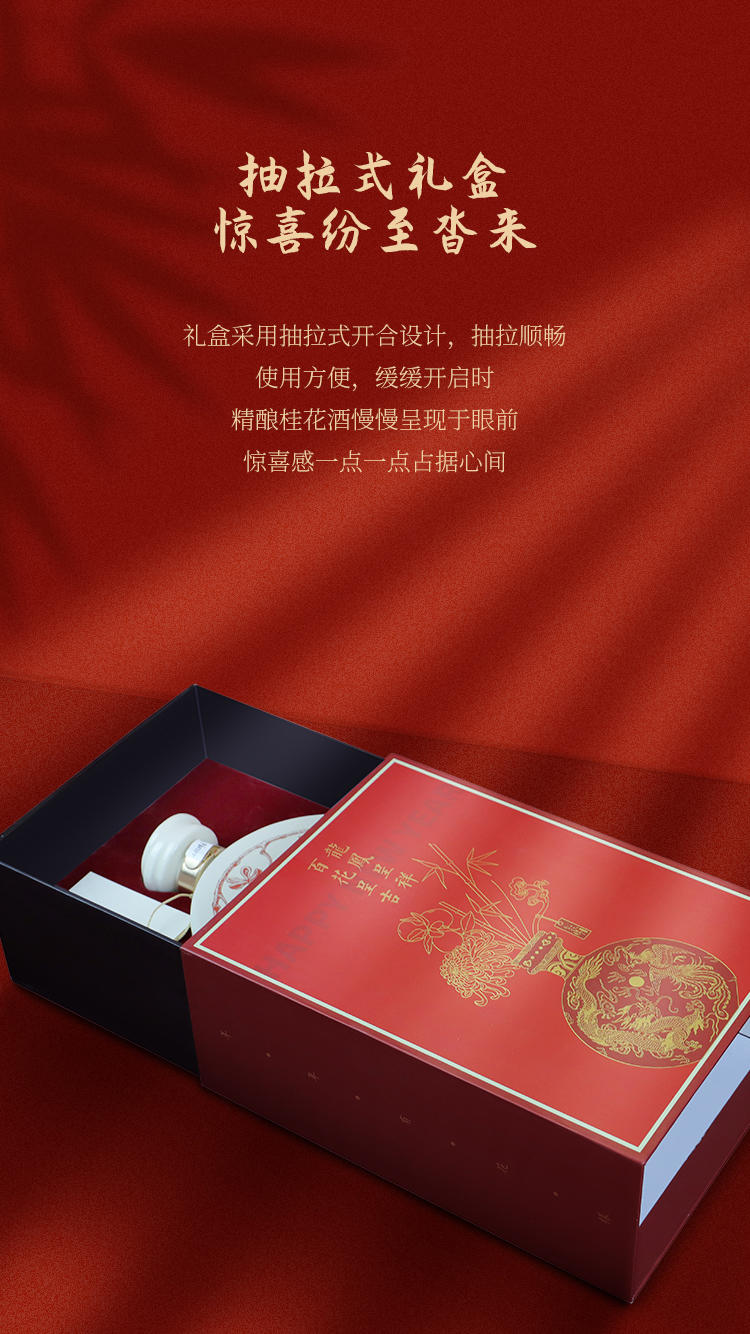 抽拉式礼盒
惊喜纷至沓来
礼盒采用抽拉式开合设计，抽拉顺畅
使用方便，缓缓开启时
精酿桂花酒慢慢呈现于眼前
惊喜感一点一点占据心间
龍鳳呈祥
百花呈吉
HAPPY